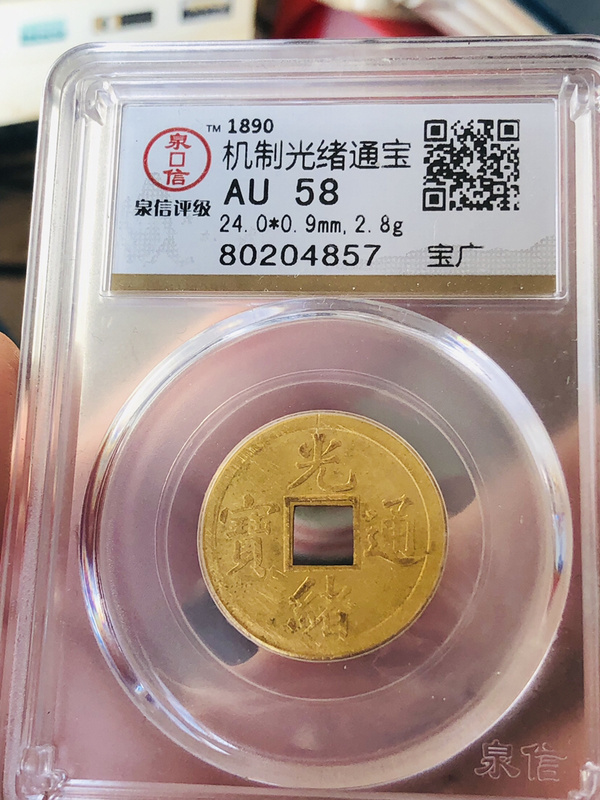 TM 1890
泉信
机制光绪通宝
泉信评级
AU 58
24.0*0.9mm,2.8g
80204857 宝广
光
寶 通
緒
泉信